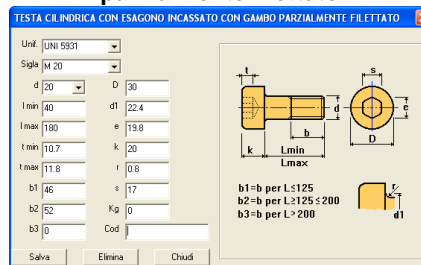 TESTA CILINDRICA CON ESAGONO INCASSATO CON GAMBO PARZIALMENTE FILETTATO
Unif. UNI 5931
Sigla M 20
d 20 D 30
l min 40 d1 22.4
l max 180 e 19.8
t min 10.7 k 20
t max 11.8 r 0.8
b1 46 s 17
b2 52 Kg 0
b3 0 Cod
Salva Elimina Chiudi
t s
d e
b
k Lmin D
Lmax
b1=b per L≤125
b2=b per L≥125≤200
b3=b per L>200
r
d1